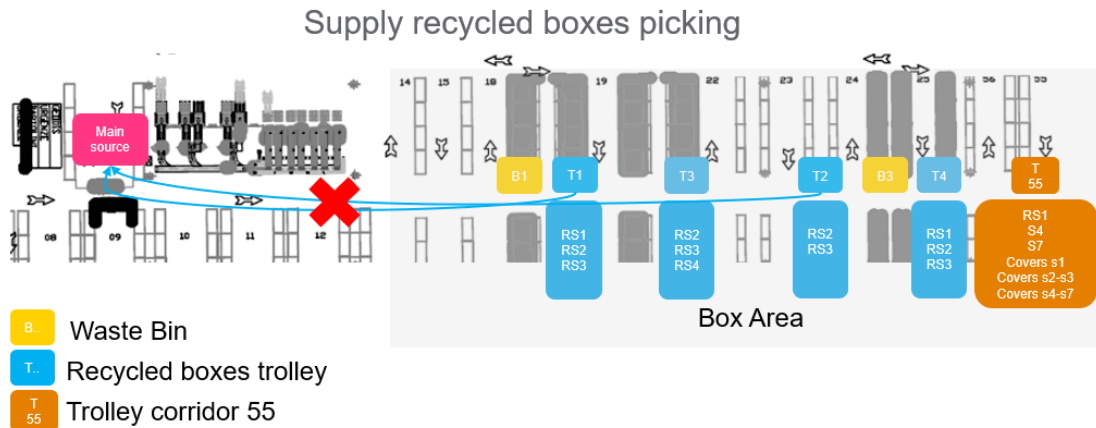 Supply recycled boxes picking
14 15 18 19 22 23 24 25 56 55
Main
source
B1
T1
T3
T2
B3
T4
T
55
08 09 10 11 12
RS1
RS2
RS3
RS2
RS3
RS4
RS2
RS3
RS1
RS2
RS3
RS1
S4
S7
Covers s1
Covers s2-s3
Covers s4-s7
Box Area
B..
Waste Bin
T..
Recycled boxes trolley
T
55
Trolley corridor 55